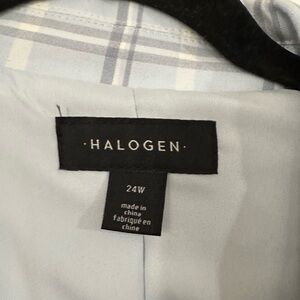 ·HALOGEN·
24W
made in
china
fabriqué en
chine